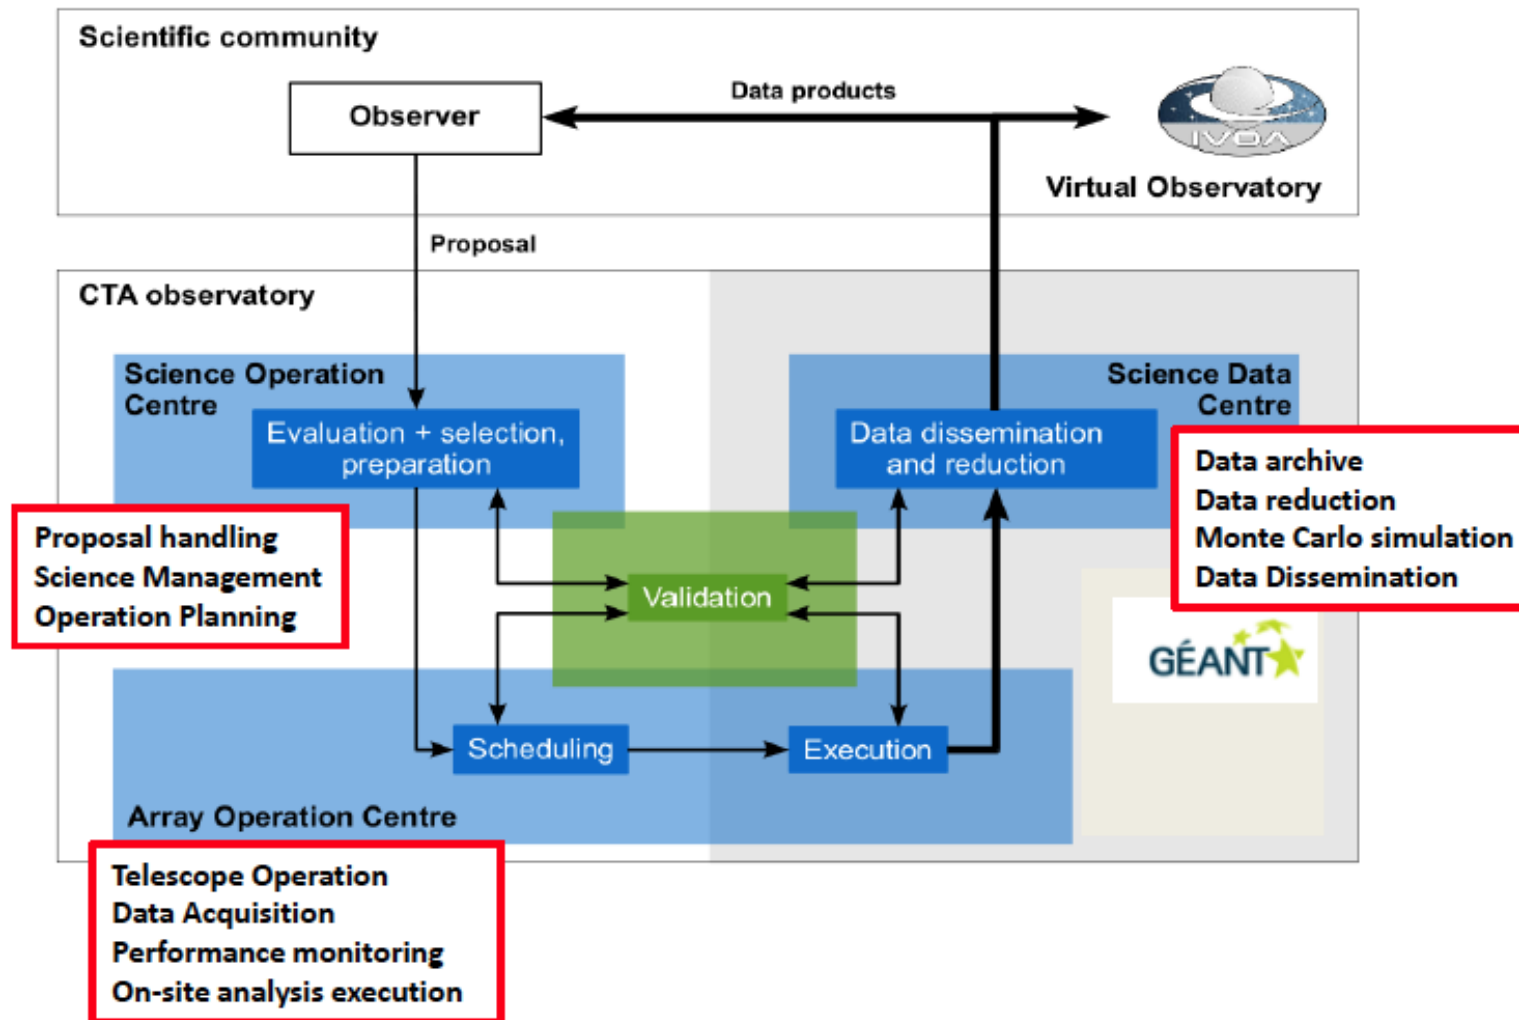 Scientific community
Data products
Observer
IVOA
Virtual Observatory
Proposal
CTA observatory
Science Operation
Centre
Science Data
Centre
Evaluation + selection,
preparation
Data dissemination
and reduction
Data archive
Data reduction
Monte Carlo simulation
Data Dissemination
Proposal handling
Science Management
Operation Planning
Validation
GÉANT
Scheduling
Execution
Array Operation Centre
Telescope Operation
Data Acquisition
Performance monitoring
On-site analysis execution